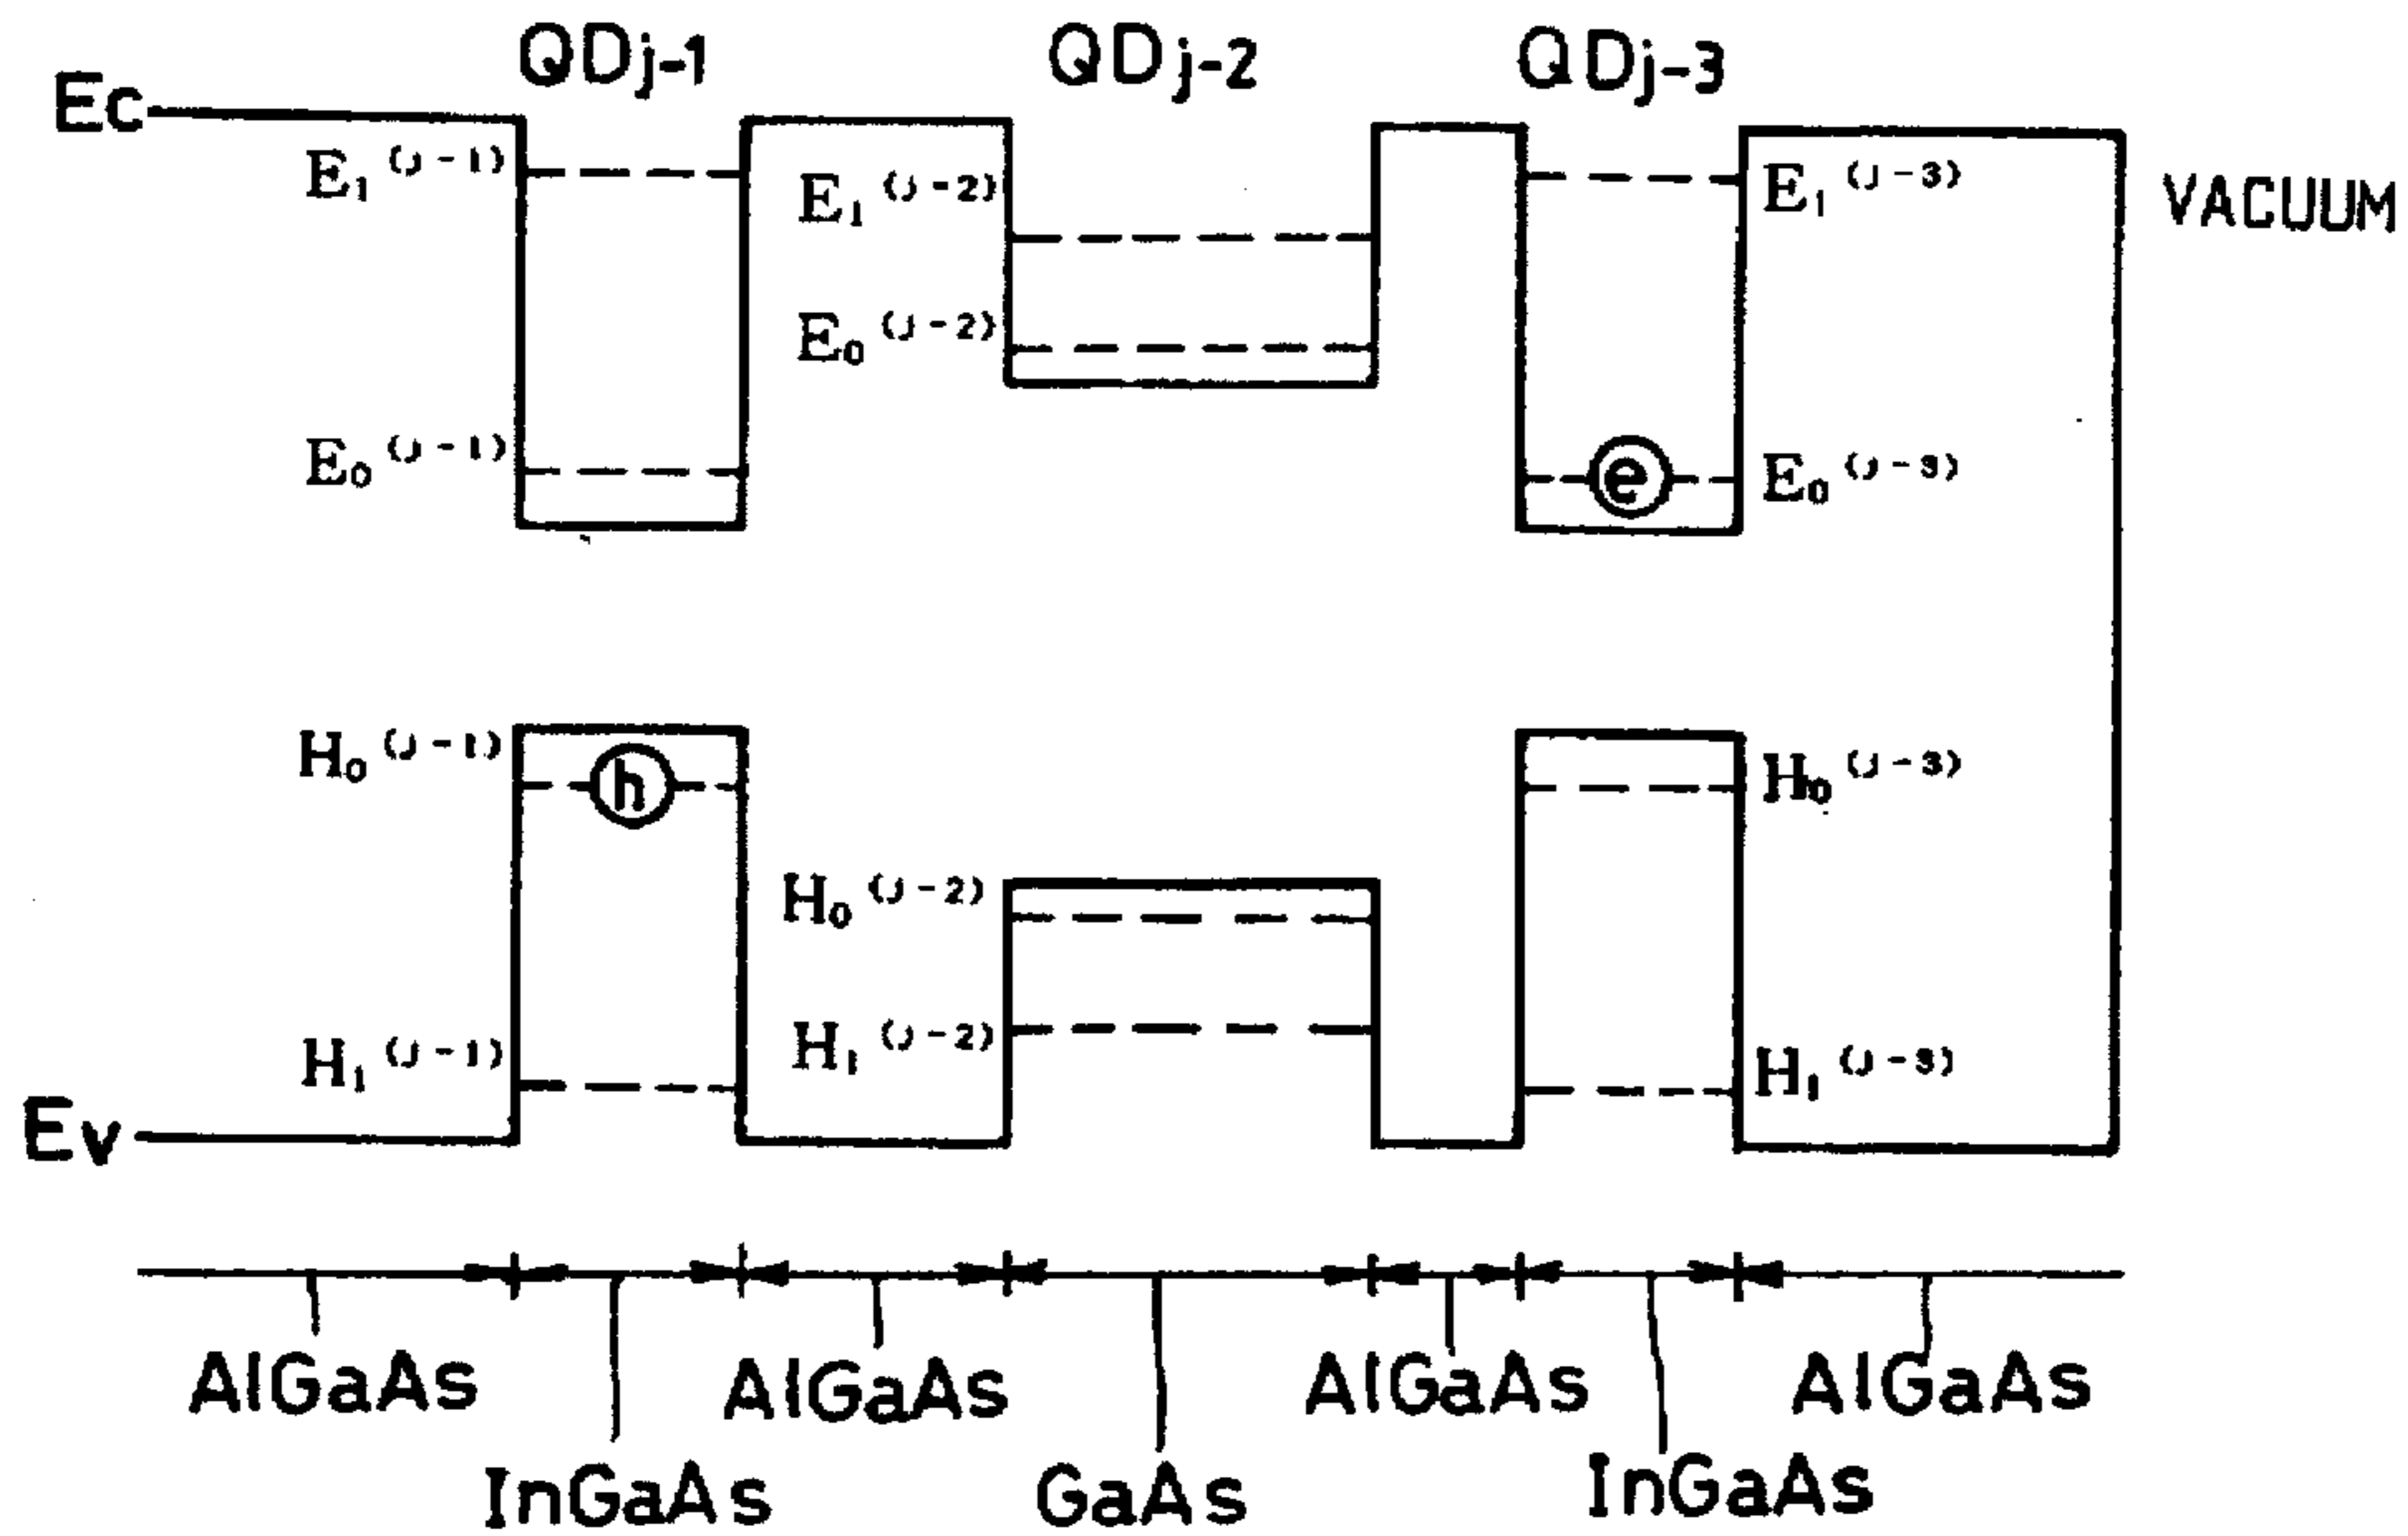 QDj-1 QDj-2 QDj-3
Ec
E₁⁽ʲ⁻¹⁾ E₁⁽ʲ⁻²⁾ E₁⁽ʲ⁻³⁾ VACUUM
E₀⁽ʲ⁻²⁾
E₀⁽ʲ⁻¹⁾ e E₀⁽ʲ⁻³⁾
H₀⁽ʲ⁻¹⁾ h H₀⁽ʲ⁻³⁾
H₀⁽ʲ⁻²⁾
H₁⁽ʲ⁻¹⁾ H₁⁽ʲ⁻²⁾ H₁⁽ʲ⁻³⁾
Ev
AlGaAs AlGaAs AlGaAs AlGaAs
InGaAs GaAs InGaAs